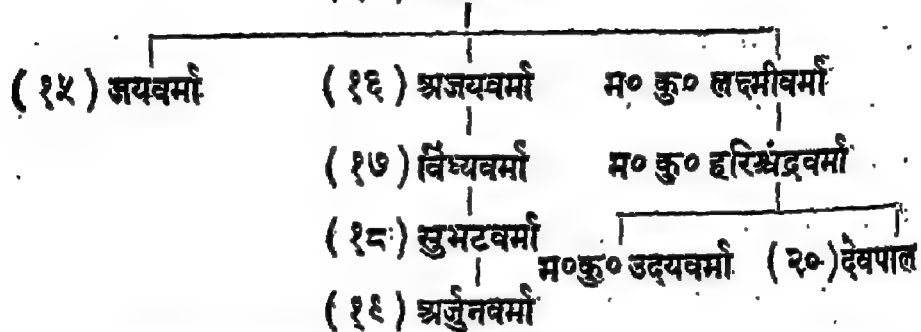 ( १५ ) जयवर्मा ( १६ ) अजयवर्मा म० कु० लक्ष्मीवर्मा
( १७ ) विंध्यवर्मा म० कु० हरिश्चंद्रवर्मा
( १८ ) सुभटवर्मा म०कु० उदयवर्मा ( २० ) देवपाल
( १९ ) अर्जुनवर्मा